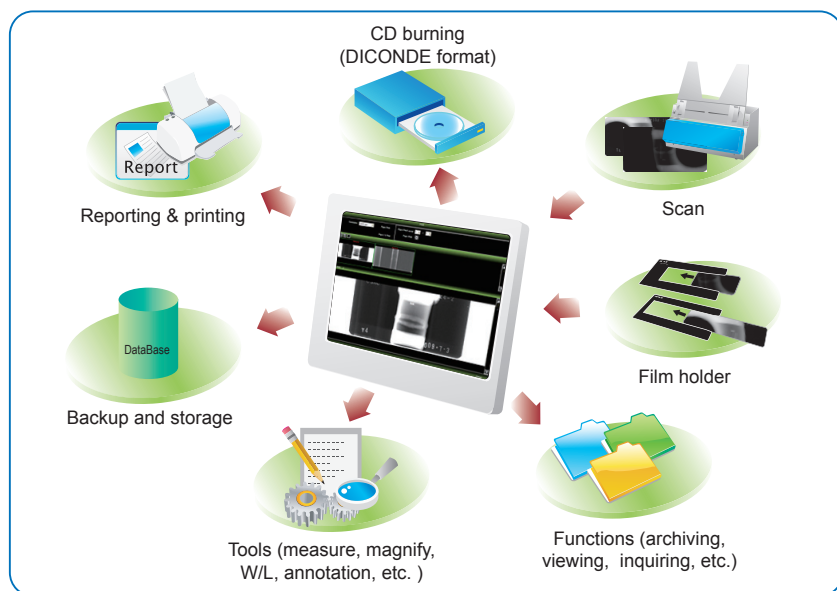 CD burning
(DICONDE format)
Report
Reporting & printing
Scan
DataBase
Backup and storage
Film holder
Tools (measure, magnify,
W/L, annotation, etc. )
Functions (archiving,
viewing, inquiring, etc.)